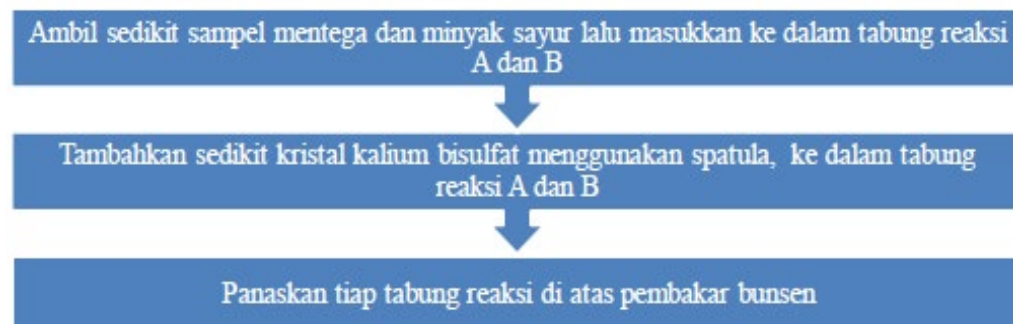 Ambil sedikit sampel mentega dan minyak sayur lalu masukkan ke dalam tabung reaksi
A dan B
Tambahkan sedikit kristal kalium bisulfat menggunakan spatula, ke dalam tabung
reaksi A dan B
Panaskan tiap tabung reaksi di atas pembakar bunsen